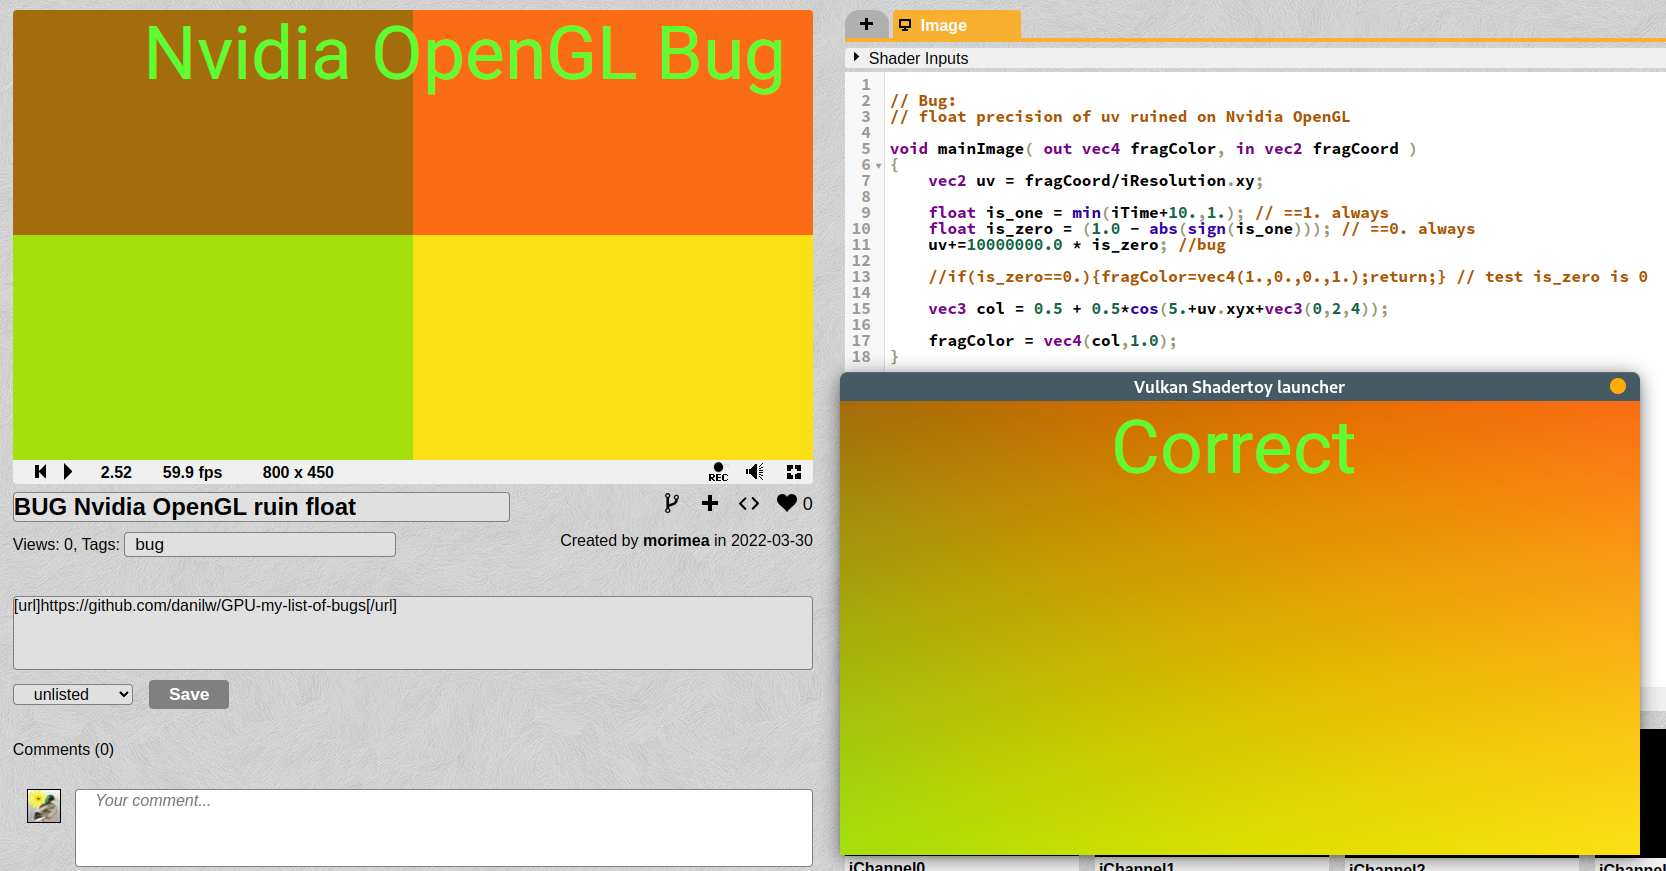 Nvidia OpenGL Bug
2.52 59.9 fps 800 x 450
REC
BUG Nvidia OpenGL ruin float
0
Views: 0, Tags: bug
Created by morimea in 2022-03-30
[url]https://github.com/danilw/GPU-my-list-of-bugs[/url]
unlisted Save
Comments (0)
Your comment...
+ Image
Shader Inputs
1
2 // Bug:
3 // float precision of uv ruined on Nvidia OpenGL
4
5 void mainImage( out vec4 fragColor, in vec2 fragCoord )
6 {
7 vec2 uv = fragCoord/iResolution.xy;
8
9 float is_one = min(iTime+10.,1.); // ==1. always
10 float is_zero = (1.0 - abs(sign(is_one))); // ==0. always
11 uv+=10000000.0 * is_zero; //bug
12
13 //if(is_zero==0.){fragColor=vec4(1.,0.,0.,1.);return;} // test is_zero is 0
14
15 vec3 col = 0.5 + 0.5*cos(5.+uv.xyx+vec3(0,2,4));
16
17 fragColor = vec4(col,1.0);
18 }
Vulkan Shadertoy launcher
Correct
iChannel0 iChannel1 iChannel2 iChannel